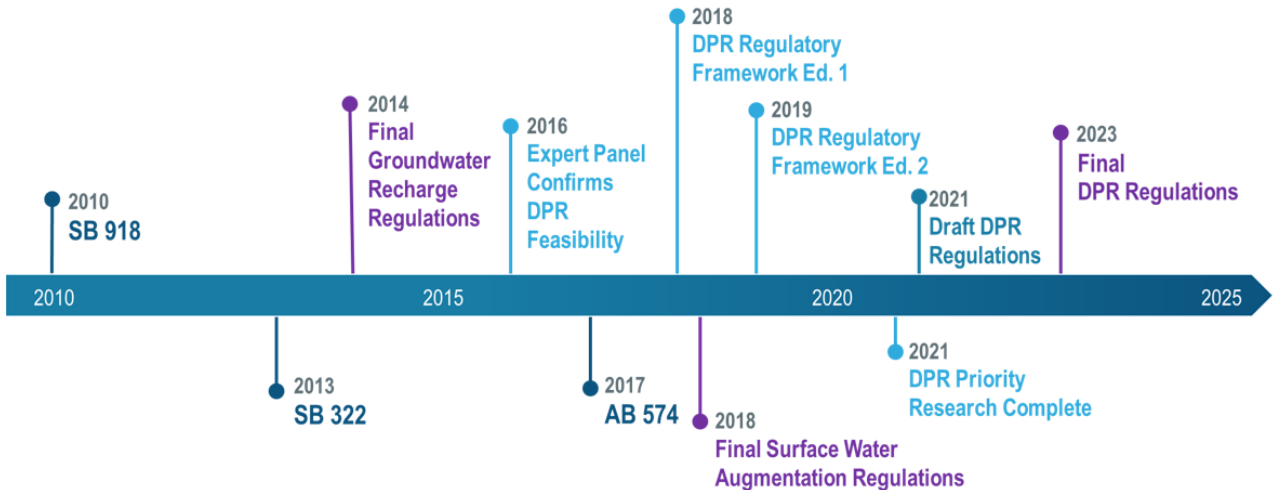 2018
DPR Regulatory
Framework Ed. 1
2014
Final
Groundwater
Recharge
Regulations
2016
Expert Panel
Confirms
DPR
Feasibility
2019
DPR Regulatory
Framework Ed. 2
2023
Final
DPR Regulations
2010
SB 918
2021
Draft DPR
Regulations
2010
2015
2020
2025
2013
SB 322
2017
AB 574
2018
Final Surface Water
Augmentation Regulations
2021
DPR Priority
Research Complete